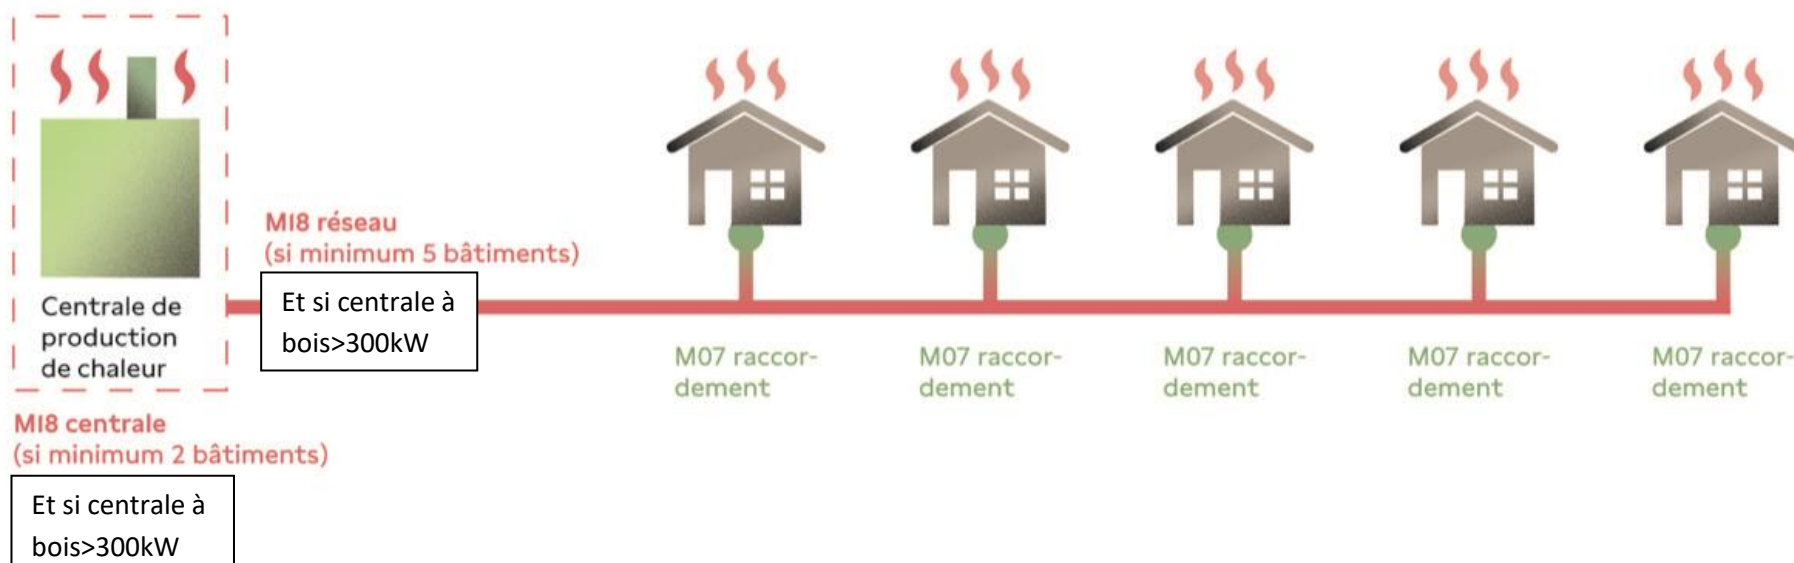 Centrale de
production
de chaleur
MI8 centrale
(si minimum 2 bâtiments)
Et si centrale à
bois>300kW
MI8 réseau
(si minimum 5 bâtiments)
Et si centrale à
bois>300kW
M07 raccor-
dement
M07 raccor-
dement
M07 raccor-
dement
M07 raccor-
dement
M07 raccor-
dement